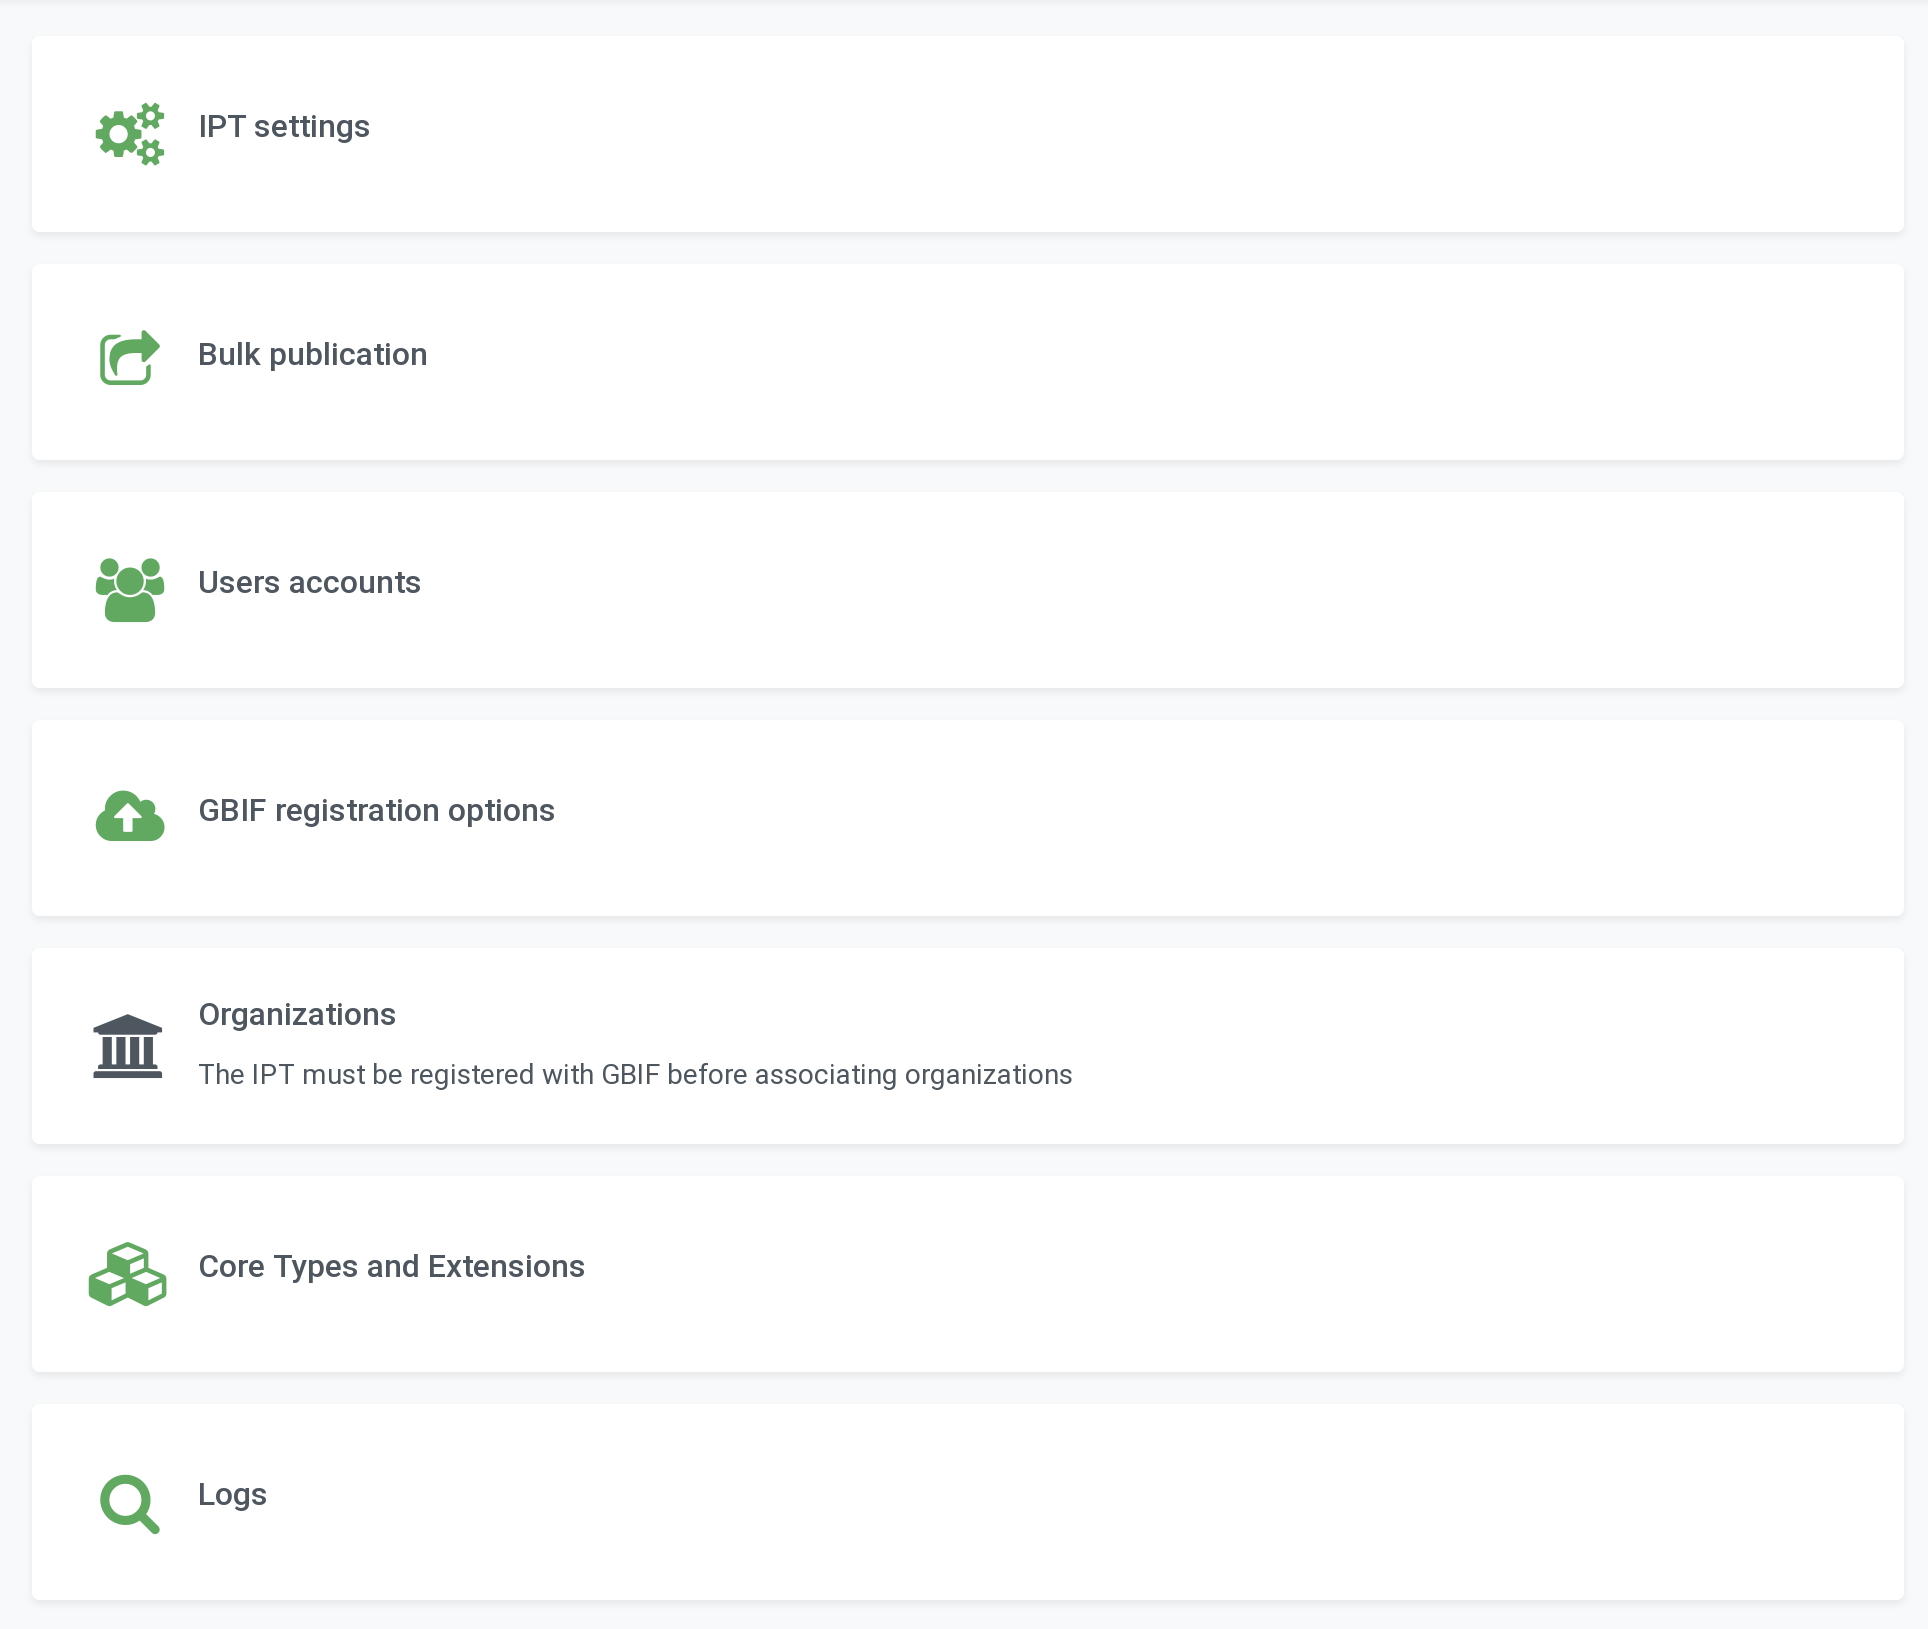 IPT settings
Bulk publication
Users accounts
GBIF registration options
Organizations
The IPT must be registered with GBIF before associating organizations
Core Types and Extensions
Logs